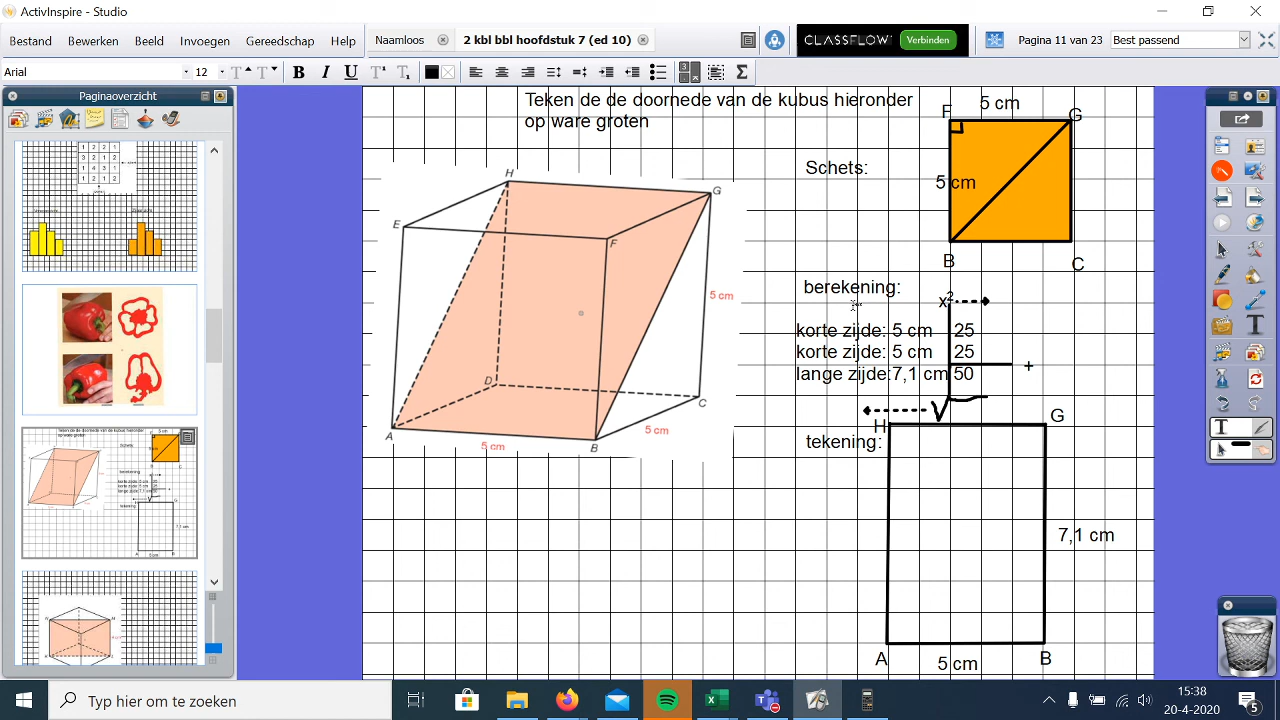 ActivInspire - Studio
Bestand
Bewerken
Beeld
Invoegen
Gereedschap
Help
Naamloos
2 kbl bbl hoofdstuk 7 (ed 10)
CLASSFLOW
Verbinden
Pagina 11 van 23
Best passend
Arial
12
B I U
Paginaoverzicht
Teken de de doornede van de kubus hieronder
op ware groten
Schets:
F
5 cm
G
5 cm
B
C
H
G
E
F
5 cm
D
C
A
5 cm
B
5 cm
berekening:
x²
korte zijde: 5 cm 25
korte zijde: 5 cm 25
+
lange zijde:7,1 cm 50
√
tekening:
H
G
7,1 cm
A
5 cm
B
Typ hier om te zoeken
15:38
20-4-2020
5